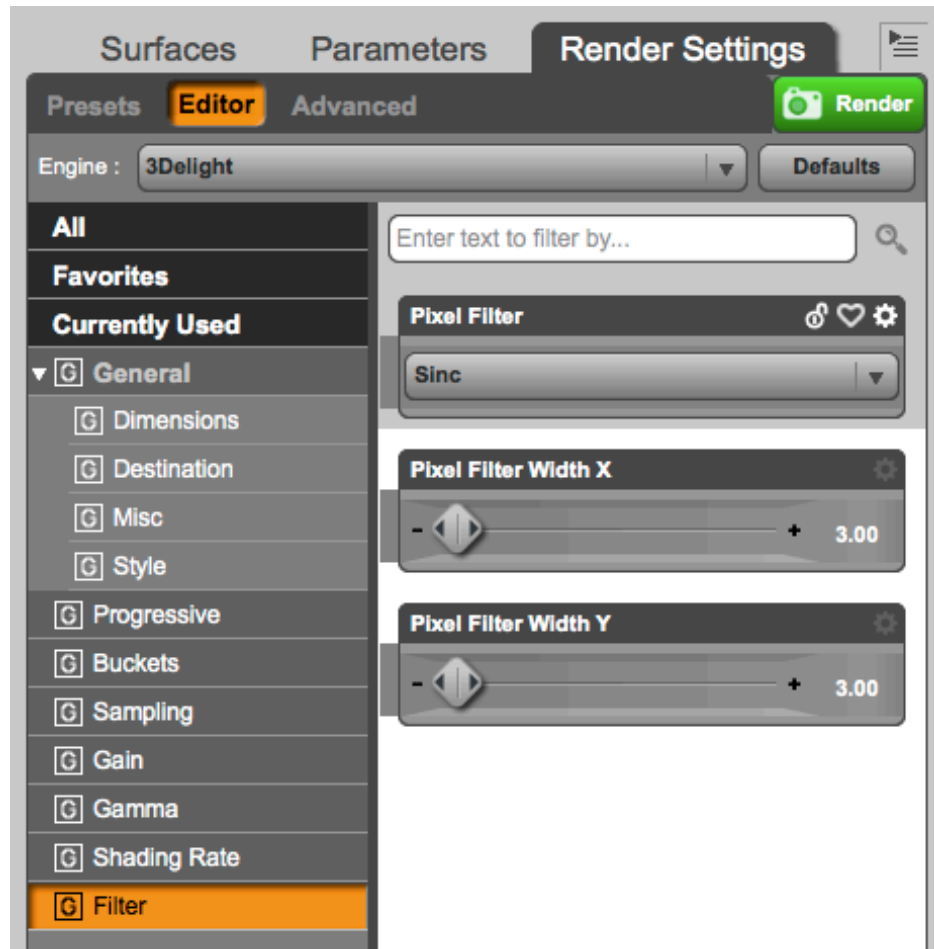 Surfaces Parameters Render Settings
Presets Editor Advanced Render
Engine : 3Delight Defaults
All
Favorites
Currently Used
G General
G Dimensions
G Destination
G Misc
G Style
G Progressive
G Buckets
G Sampling
G Gain
G Gamma
G Shading Rate
G Filter
Enter text to filter by...
Pixel Filter
Sinc
Pixel Filter Width X
- + 3.00
Pixel Filter Width Y
- + 3.00